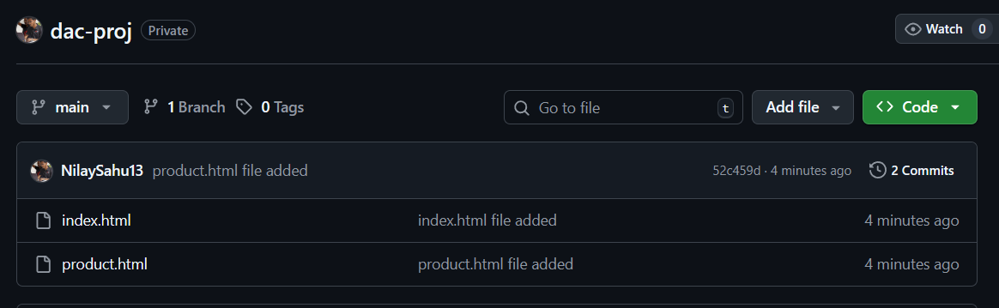 dac-proj Private Watch 0
main 1 Branch 0 Tags Go to file t Add file Code
NilaySahu13 product.html file added 52c459d · 4 minutes ago 2 Commits
index.html index.html file added 4 minutes ago
product.html product.html file added 4 minutes ago